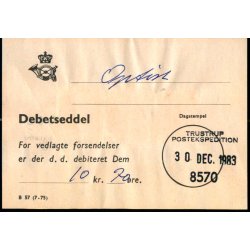 Optik
Dagstempel
Debetseddel
TRUSTRUP
POSTEKSPEDITION
30 DEC. 1983
8570
For vedlagte forsendelser
er der d. d. debiteret Dem
10 kr. 70 øre.
B 57 (7-75)